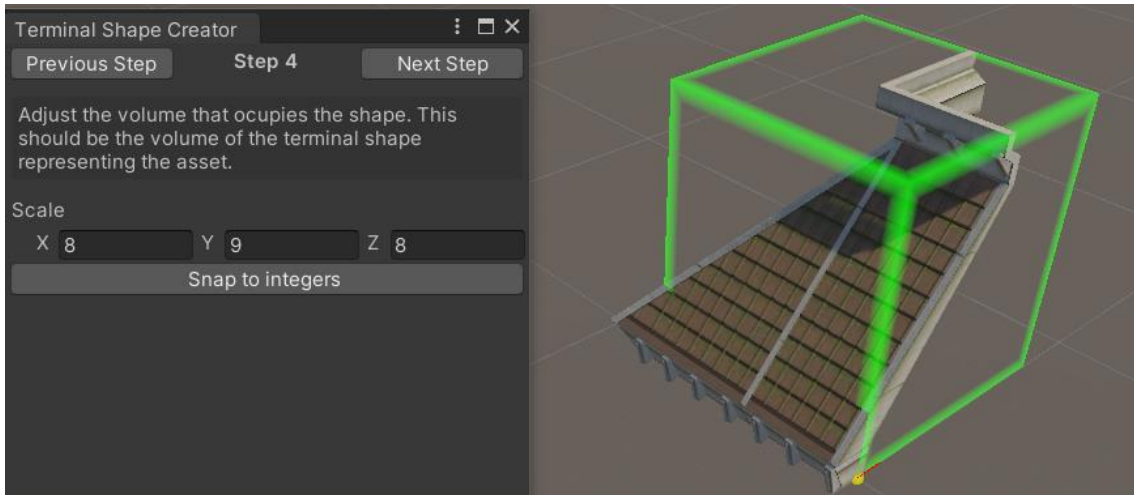 Terminal Shape Creator
Previous Step Step 4 Next Step
Adjust the volume that ocupies the shape. This
should be the volume of the terminal shape
representing the asset.
Scale
X 8 Y 9 Z 8
Snap to integers